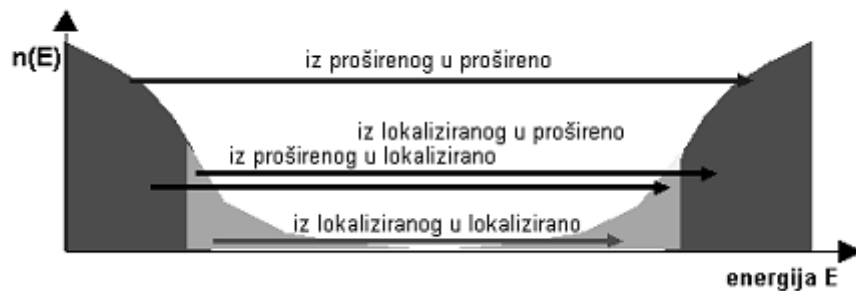 n(E)
iz proširenog u prošireno
iz lokaliziranog u prošireno
iz proširenog u lokalizirano
iz lokaliziranog u lokalizirano
energija E